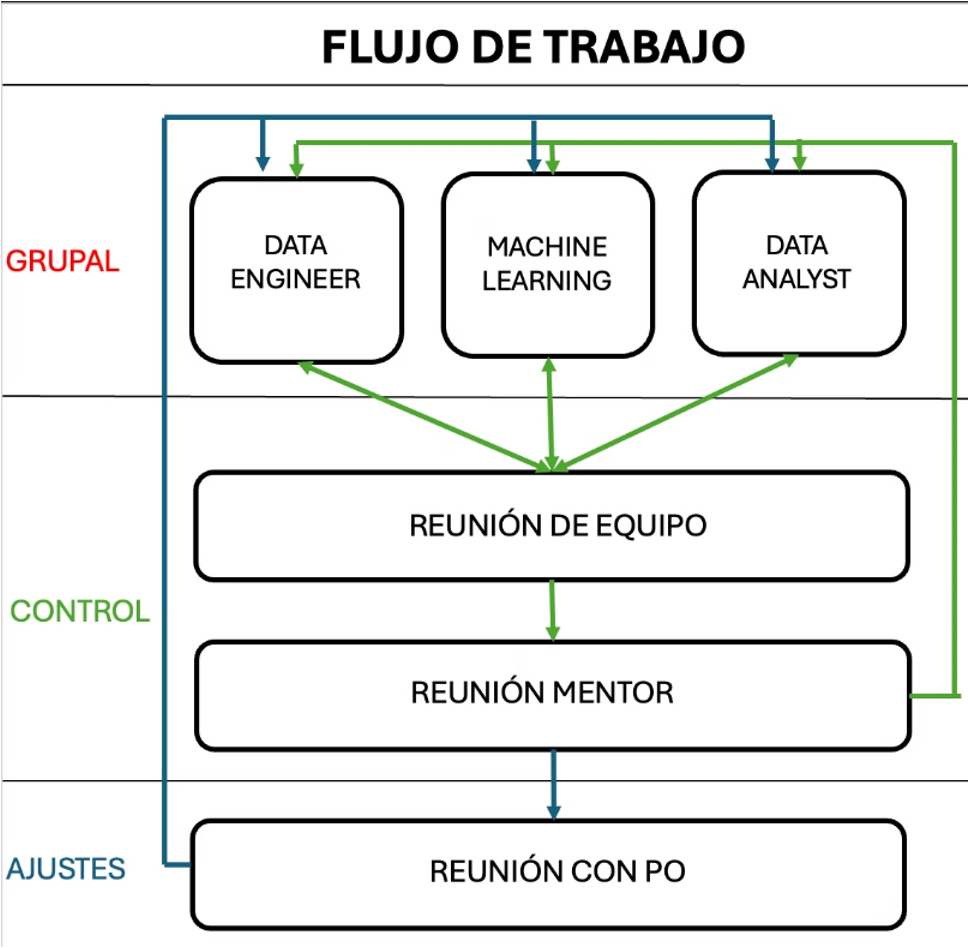 FLUJO DE TRABAJO
GRUPAL
DATA
ENGINEER
MACHINE
LEARNING
DATA
ANALYST
CONTROL
REUNIÓN DE EQUIPO
REUNIÓN MENTOR
AJUSTES
REUNIÓN CON PO